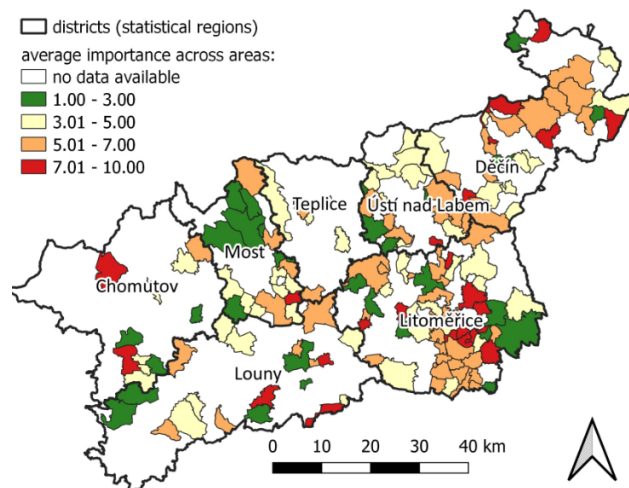 districts (statistical regions)
average importance across areas:
no data available
1.00 - 3.00
3.01 - 5.00
5.01 - 7.00
7.01 - 10.00
Děčín
Teplice
Ústí nad Labem
Most
Chomutov
Litoměřice
Louny
0 10 20 30 40 km